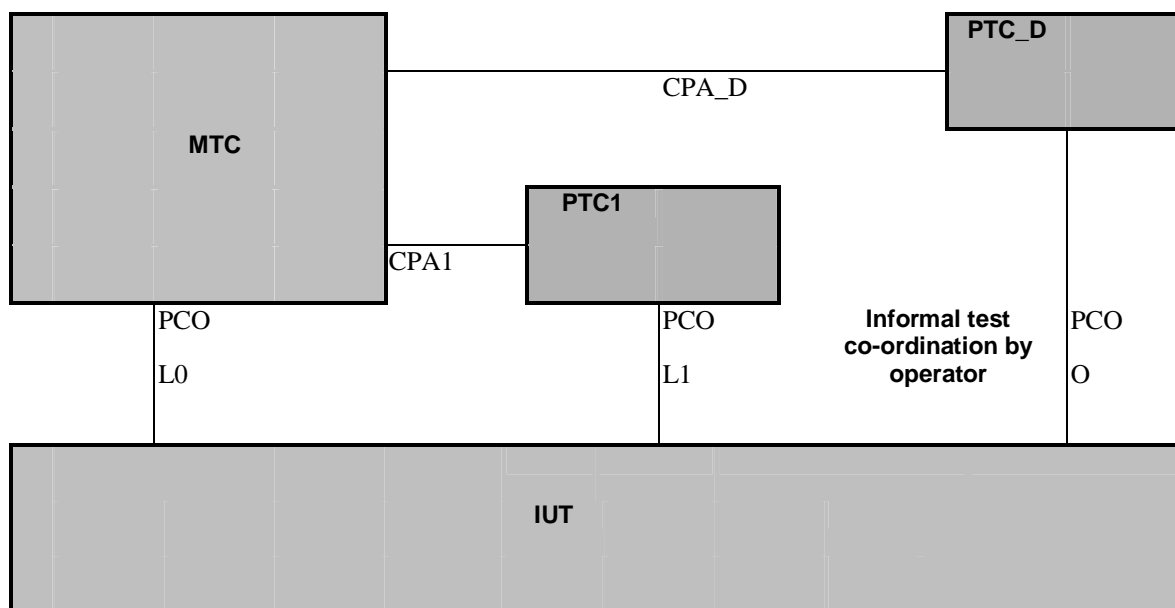 PTC_D
CPA_D
MTC
PTC1
CPA1
PCO
L0
PCO
L1
Informal test
co-ordination by
operator
PCO
O
IUT